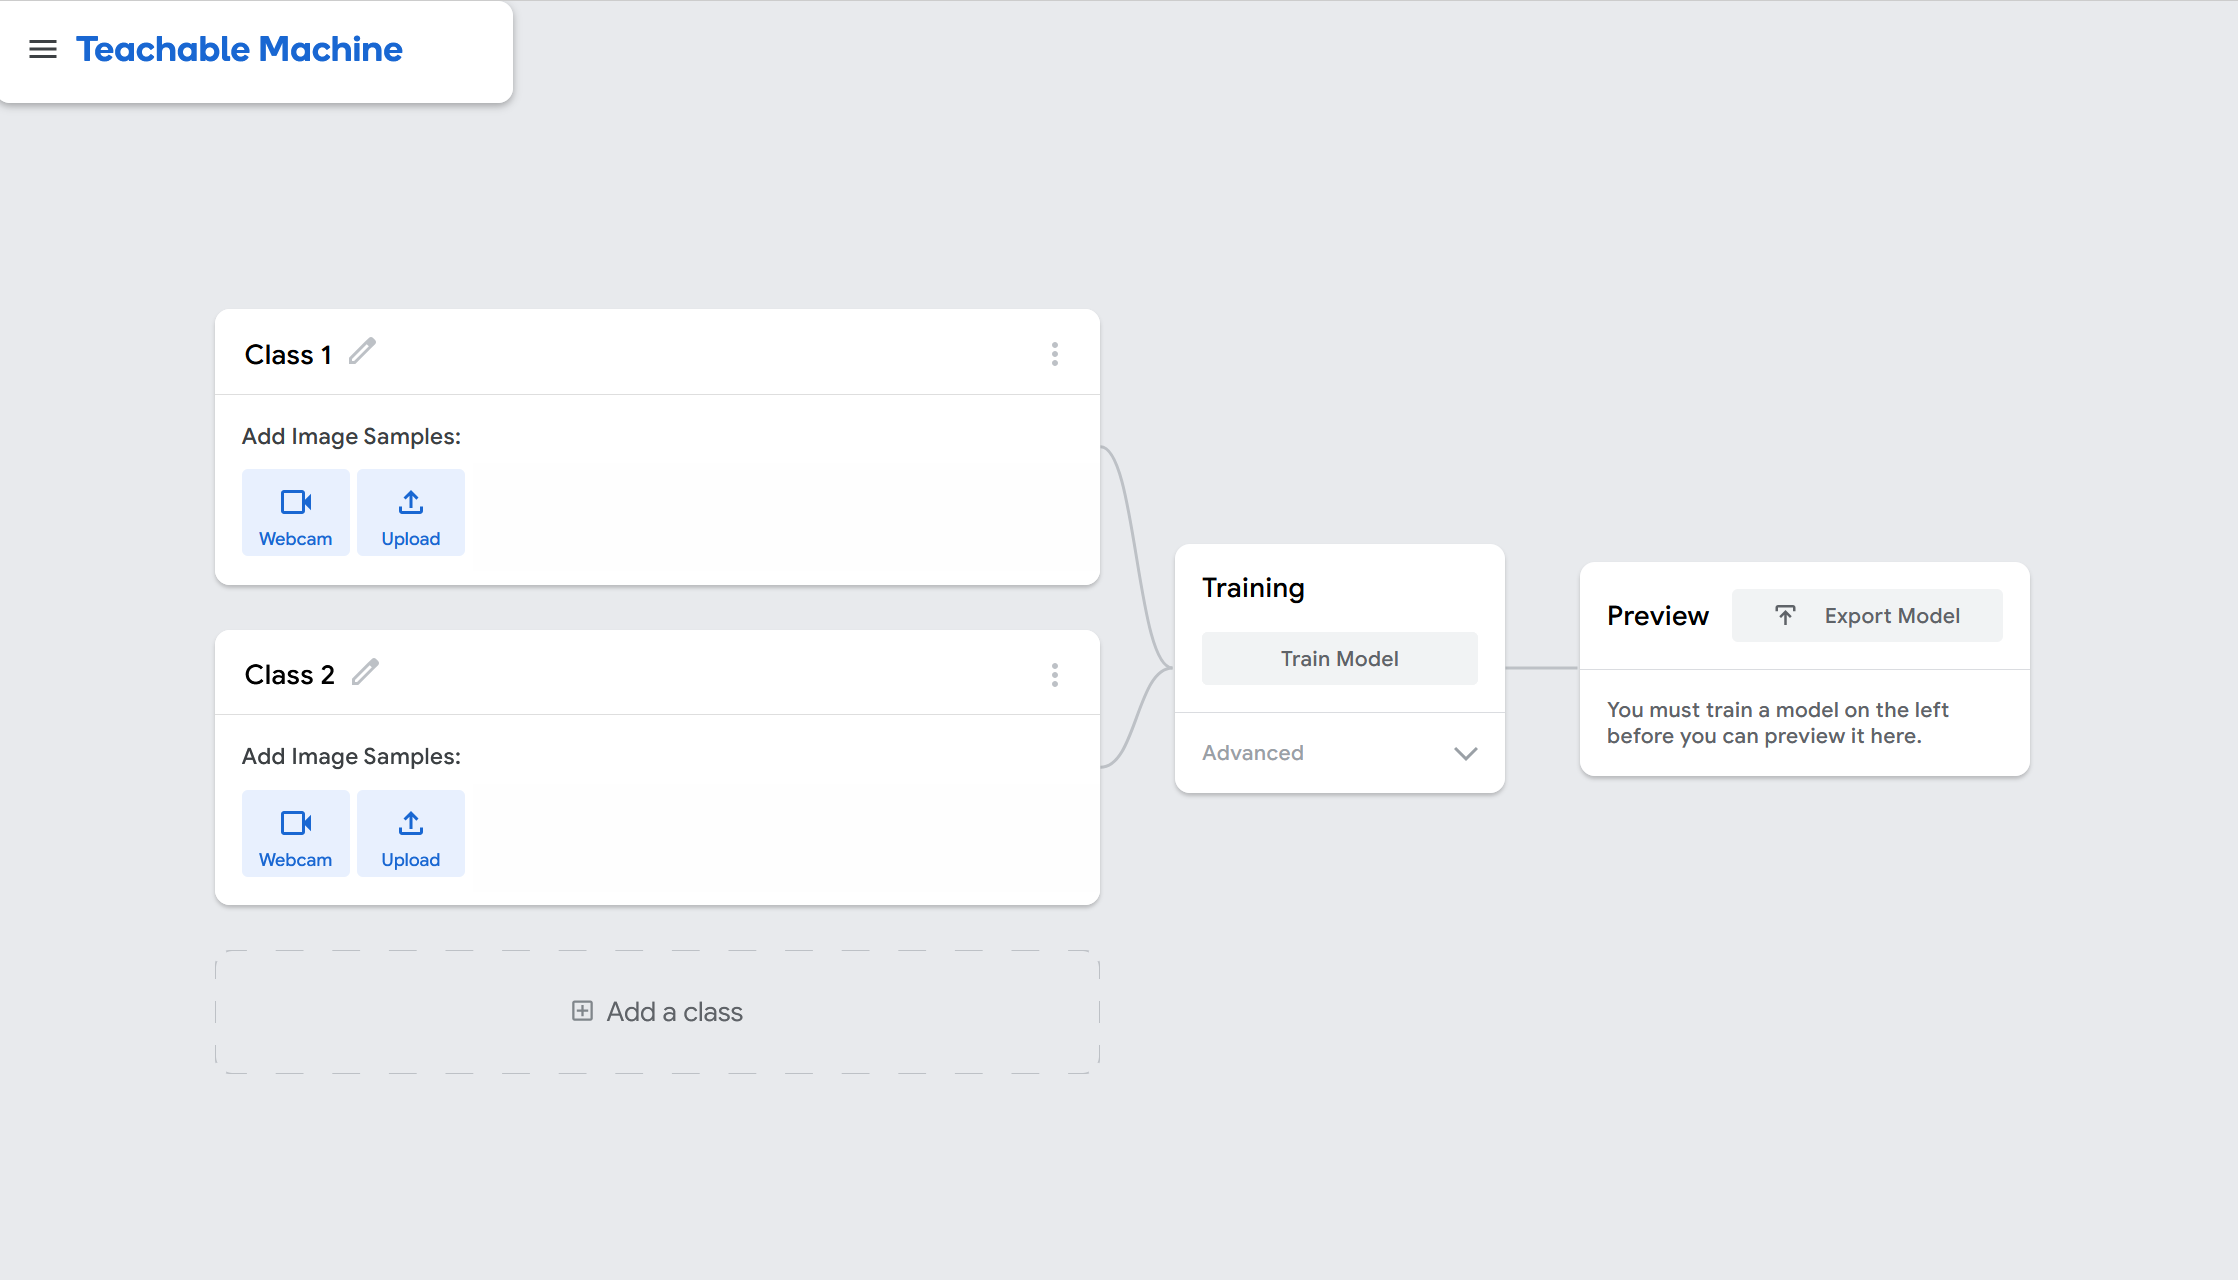 Teachable Machine
Class 1
Add Image Samples:
Webcam
Upload
Class 2
Add Image Samples:
Webcam
Upload
Add a class
Training
Train Model
Advanced
Preview
Export Model
You must train a model on the left
before you can preview it here.